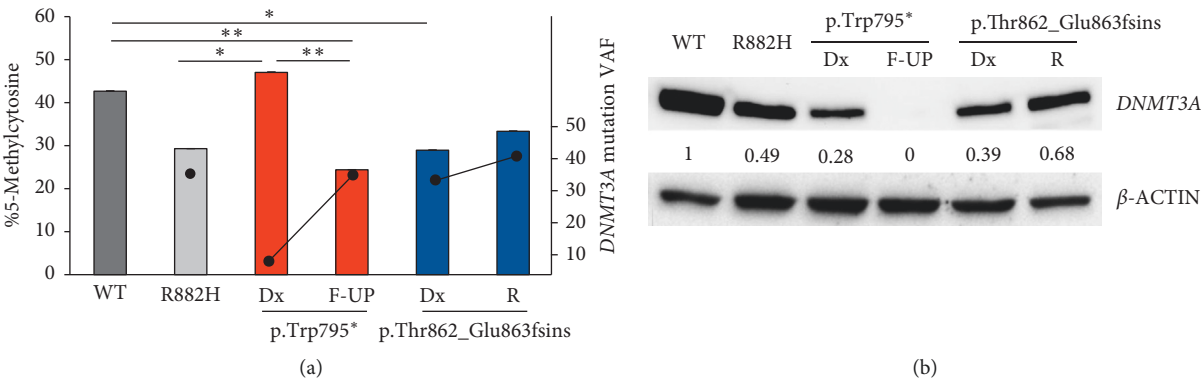 60
50
40
30
20
10
0
%5-Methylcytosine
*
**
*
**
50
40
30
20
10
DNMT3A mutation VAF
WT R882H Dx F-UP Dx R
p.Trp795* p.Thr862_Glu863fsins
(a)
p.Trp795* p.Thr862_Glu863fsins
WT R882H Dx F-UP Dx R
DNMT3A
1 0.49 0.28 0 0.39 0.68
β-ACTIN
(b)